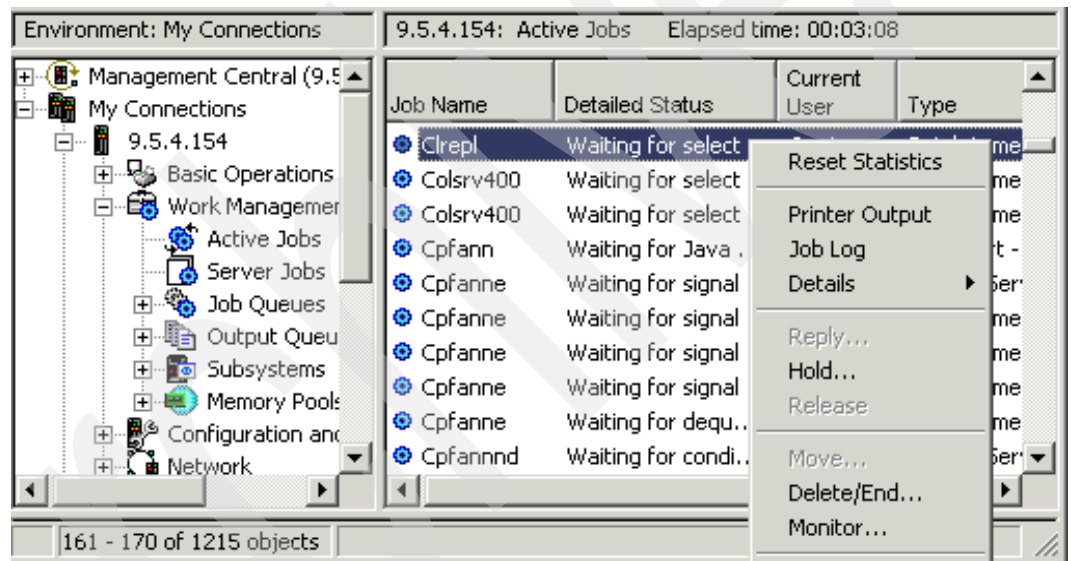 Environment: My Connections
9.5.4.154: Active Jobs Elapsed time: 00:03:08
Management Central (9.5
My Connections
9.5.4.154
Basic Operations
Work Managemen
Active Jobs
Server Jobs
Job Queues
Output Queu
Subsystems
Memory Pools
Configuration and
Network
Job Name Detailed Status Current User Type
Clrepl Waiting for select
Colsrv400 Waiting for select
Colsrv400 Waiting for select
Cpfann Waiting for Java .
Cpfanne Waiting for signal
Cpfanne Waiting for signal
Cpfanne Waiting for signal
Cpfanne Waiting for signal
Cpfanne Waiting for dequ..
Cpfannnd Waiting for condi..
Reset Statistics
Printer Output
Job Log
Details
Reply...
Hold...
Release
Move...
Delete/End...
Monitor...
161 - 170 of 1215 objects